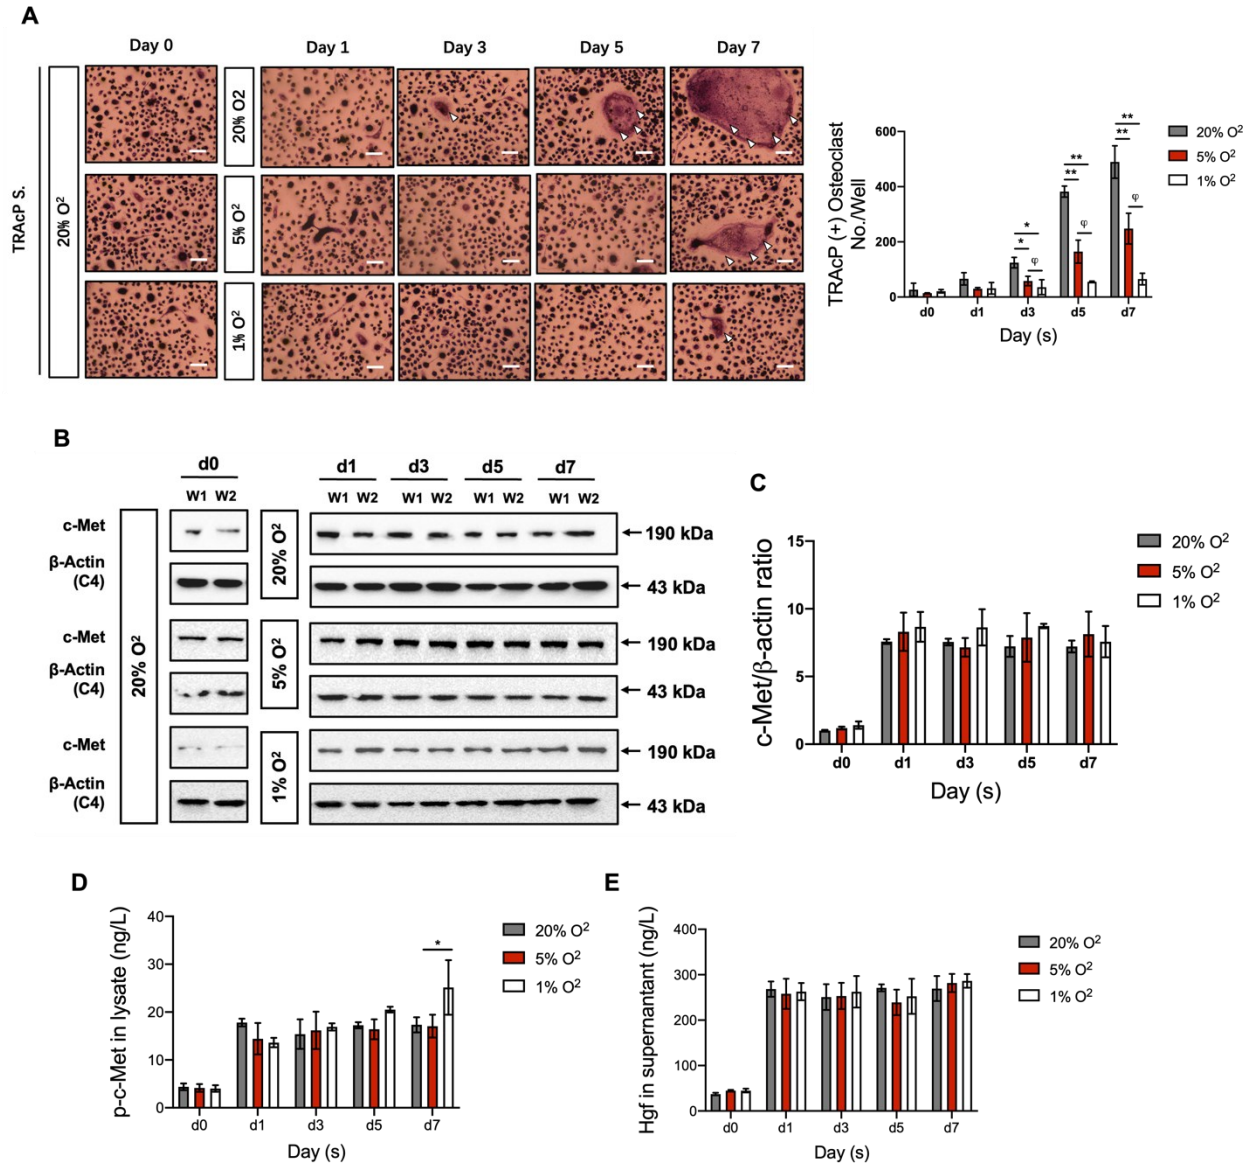 A
Day 0
Day 1
Day 3
Day 5
Day 7
TRAcP S.
20% O²
20% O2
5% O²
1% O²
TRAcP (+) Osteoclast
No./Well
600
400
200
0
* * φ
** ** φ
** ** φ
d0 d1 d3 d5 d7
Day (s)
20% O²
5% O²
1% O²
B
d0
d1
d3
d5
d7
W1 W2
W1 W2
W1 W2
W1 W2
W1 W2
20% O²
c-Met
β-Actin
(C4)
20% O²
190 kDa
43 kDa
c-Met
β-Actin
(C4)
5% O²
190 kDa
43 kDa
c-Met
β-Actin
(C4)
1% O²
190 kDa
43 kDa
C
c-Met/β-actin ratio
15
10
5
0
d0 d1 d3 d5 d7
Day (s)
20% O²
5% O²
1% O²
D
p-c-Met in lysate (ng/L)
40
30
20
10
0
*
d0 d1 d3 d5 d7
Day (s)
20% O²
5% O²
1% O²
E
Hgf in supernantant (ng/L)
400
300
200
100
0
d0 d1 d3 d5 d7
Day (s)
20% O²
5% O²
1% O²